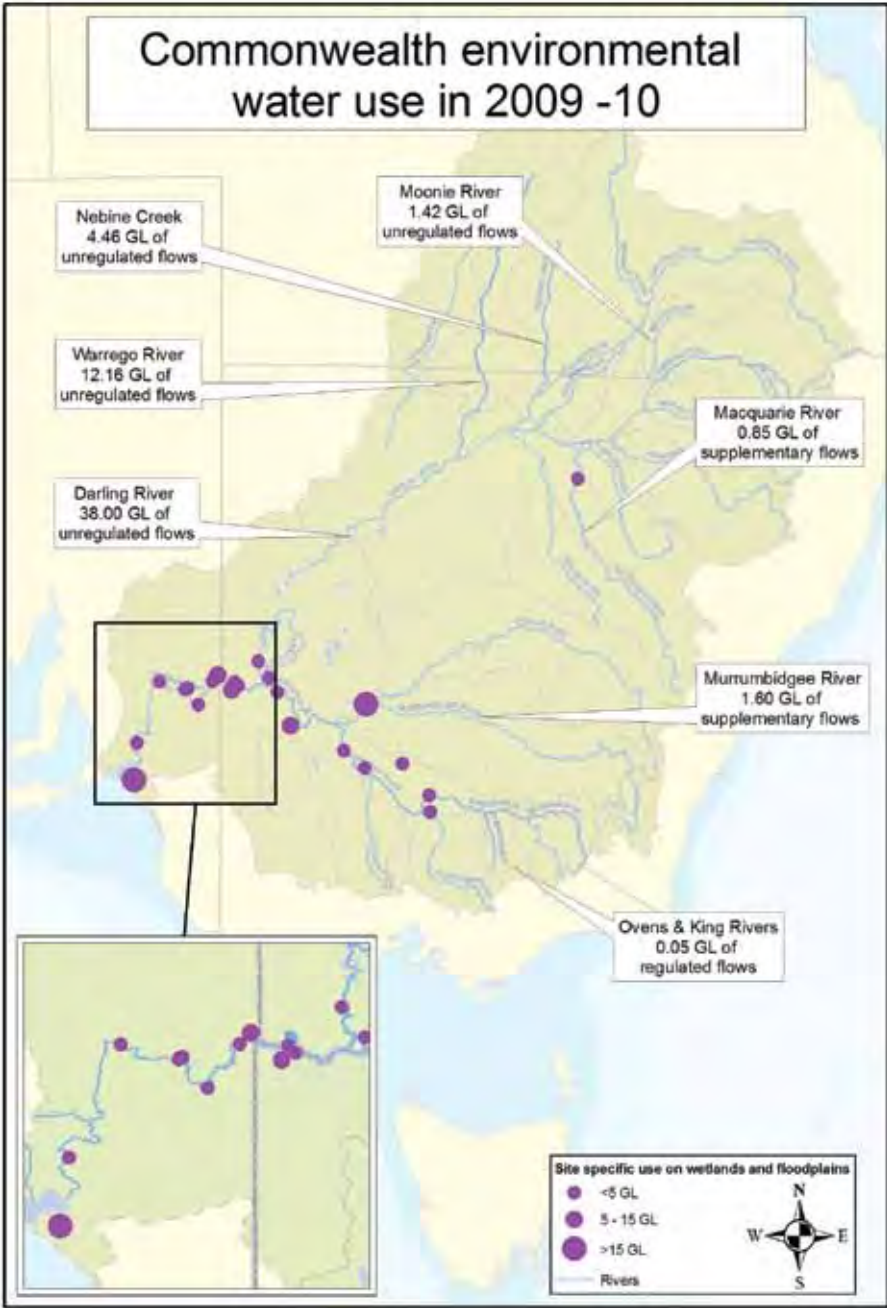 Commonwealth environmental
water use in 2009 -10
Moonie River
1.42 GL of
unregulated flows
Nebine Creek
4.46 GL of
unregulated flows
Warrego River
12.16 GL of
unregulated flows
Macquarie River
0.85 GL of
supplementary flows
Darling River
38.00 GL of
unregulated flows
Murrumbidgee River
1.60 GL of
supplementary flows
Ovens & King Rivers
0.05 GL of
regulated flows
Site specific use on wetlands and floodplains
<5 GL
5 - 15 GL
>15 GL
Rivers
N
W
E
S